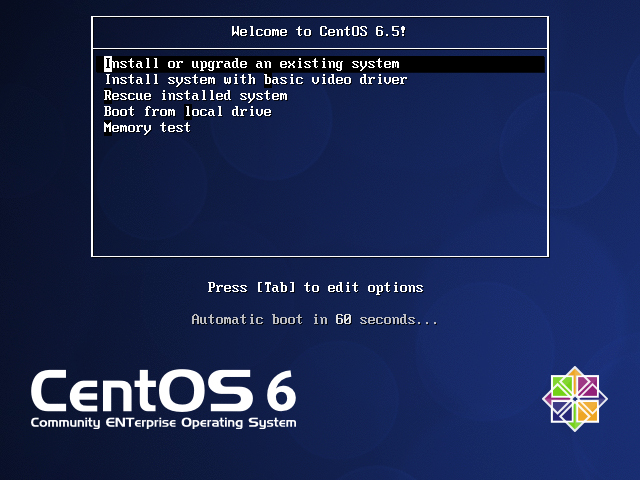 Welcome to CentOS 6.5!
Install or upgrade an existing system
Install system with basic video driver
Rescue installed system
Boot from local drive
Memory test
Press [Tab] to edit options
Automatic boot in 60 seconds...
CentOS 6
Community ENTerprise Operating System